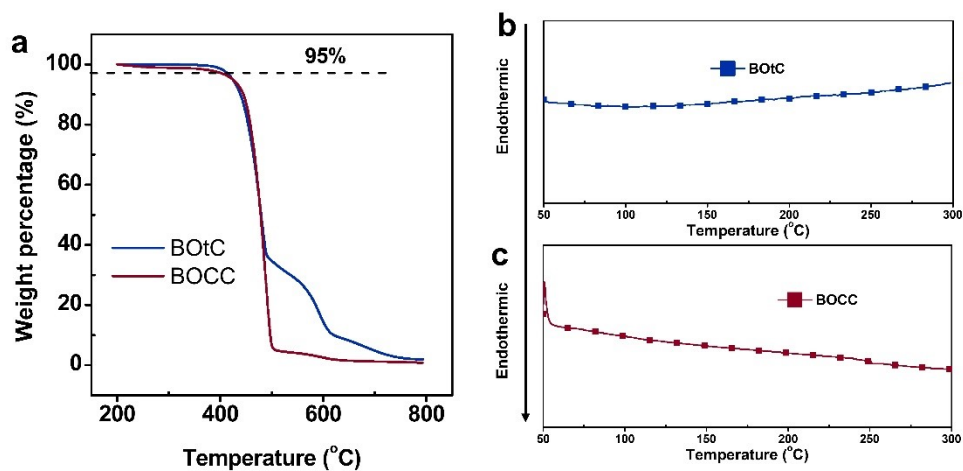 a
95%
100
80
60
40
20
0
Weight percentage (%)
BOtC
BOCC
200
400
600
800
Temperature (°C)
b
Endothermic
BOtC
50
100
150
200
250
300
Temperature (°C)
c
Endothermic
BOCC
50
100
150
200
250
300
Temperature (°C)